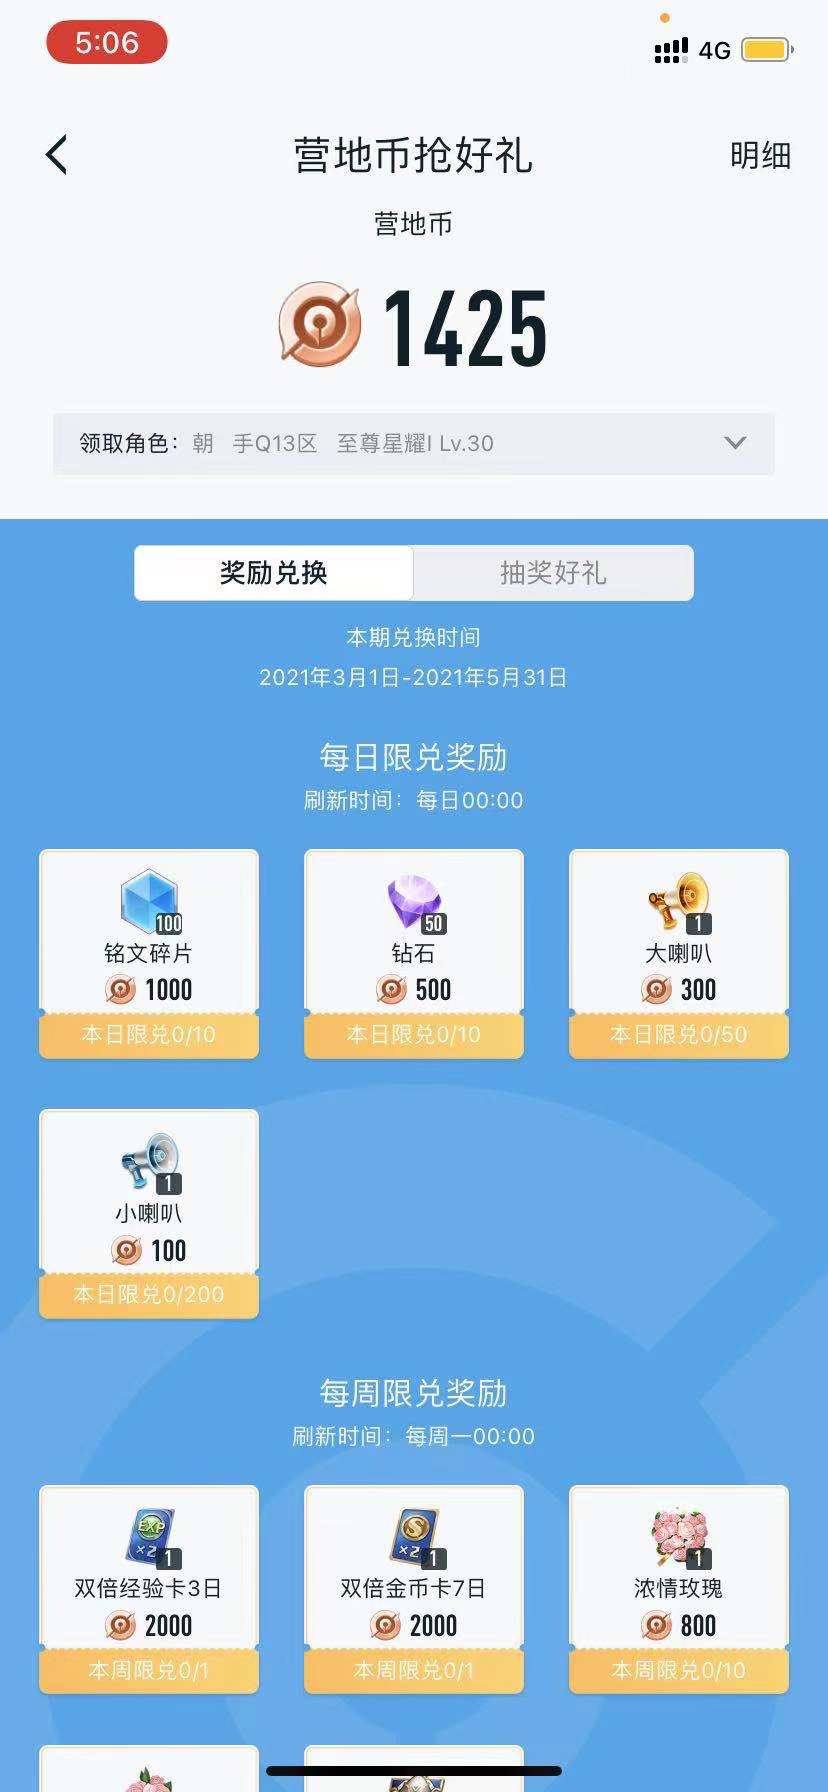 5:06
4G
营地币抢好礼
明细
营地币
1425
领取角色： 朝 手Q13区 至尊星耀I Lv.30
奖励兑换
抽奖好礼
本期兑换时间
2021年3月1日-2021年5月31日
每日限兑奖励
刷新时间：每日00:00
100
铭文碎片
1000
本日限兑0/10
50
钻石
500
本日限兑0/10
1
大喇叭
300
本日限兑0/50
1
小喇叭
100
本日限兑0/200
每周限兑奖励
刷新时间：每周一00:00
EXP
×2
1
双倍经验卡3日
2000
本周限兑0/1
S
×2
1
双倍金币卡7日
2000
本周限兑0/1
1
浓情玫瑰
800
本周限兑0/10